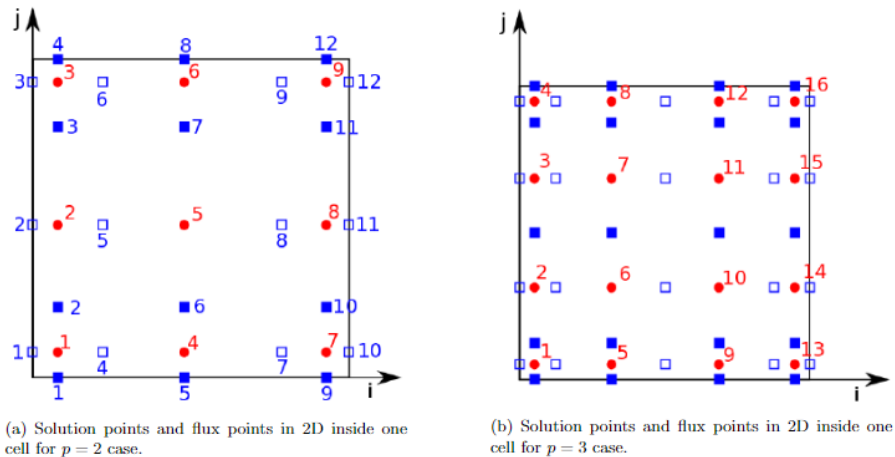 j
4 8 12
3 3 6 9 12
6 9
3 7 11
2 2 5 8 11
5 8
2 6 10
1 1 4 7 10
4 7
1 5 9 i
(a) Solution points and flux points in 2D inside one
cell for p = 2 case.
j
4 8 12 16
3 7 11 15
2 6 10 14
1 5 9 13
i
(b) Solution points and flux points in 2D inside one
cell for p = 3 case.